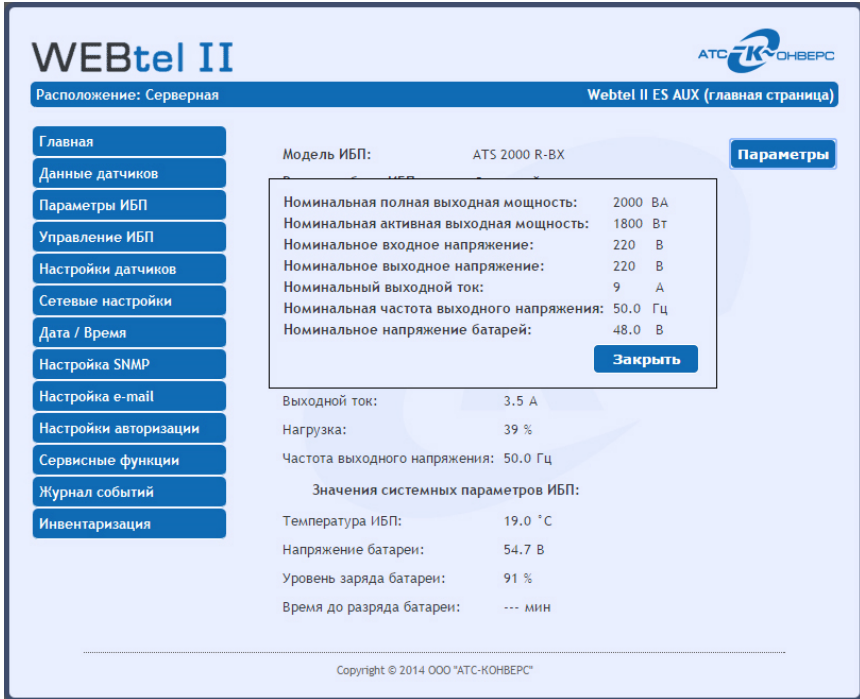 WEBtel II
АТС-КОНВЕРС
Расположение: Серверная
Webtel II ES AUX (главная страница)
Главная
Данные датчиков
Параметры ИБП
Управление ИБП
Настройки датчиков
Сетевые настройки
Дата / Время
Настройка SNMP
Настройка e-mail
Настройки авторизации
Сервисные функции
Журнал событий
Инвентаризация
Модель ИБП: ATS 2000 R-BX
Параметры
Номинальная полная выходная мощность: 2000 ВА
Номинальная активная выходная мощность: 1800 Вт
Номинальное входное напряжение: 220 В
Номинальное выходное напряжение: 220 В
Номинальный выходной ток: 9 А
Номинальная частота выходного напряжения: 50.0 Гц
Номинальное напряжение батарей: 48.0 В
Закрыть
Выходной ток: 3.5 А
Нагрузка: 39 %
Частота выходного напряжения: 50.0 Гц
Значения системных параметров ИБП:
Температура ИБП: 19.0 °C
Напряжение батареи: 54.7 В
Уровень заряда батареи: 91 %
Время до разряда батареи: --- мин
Copyright © 2014 ООО "АТС-КОНВЕРС"